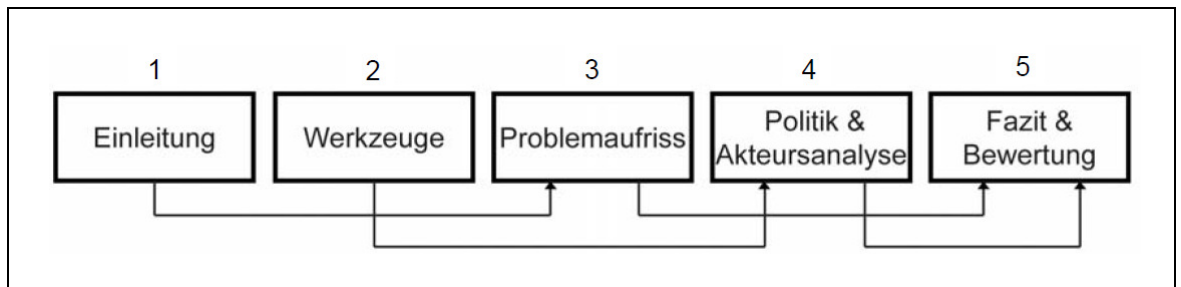 1 2 3 4 5
Einleitung
Werkzeuge
Problemaufriss
Politik &
Akteursanalyse
Fazit &
Bewertung